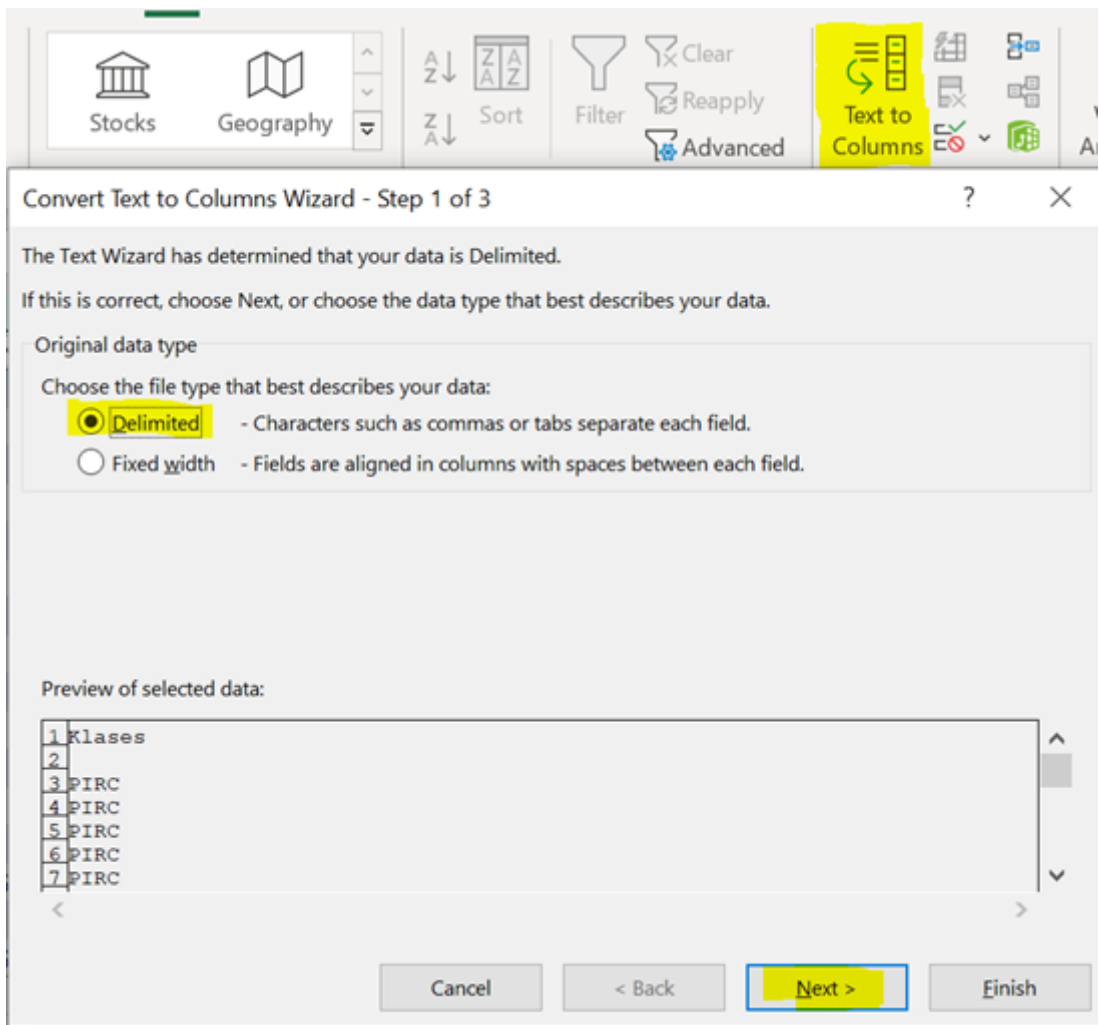 Stocks
Geography
Sort
Filter
Clear
Reapply
Advanced
Text to
Columns
Convert Text to Columns Wizard - Step 1 of 3
?
The Text Wizard has determined that your data is Delimited.
If this is correct, choose Next, or choose the data type that best describes your data.
Original data type
Choose the file type that best describes your data:
Delimited - Characters such as commas or tabs separate each field.
Fixed width - Fields are aligned in columns with spaces between each field.
Preview of selected data:
1 Klases
2
3 PIRC
4 PIRC
5 PIRC
6 PIRC
7 PIRC
Cancel
< Back
Next >
Finish